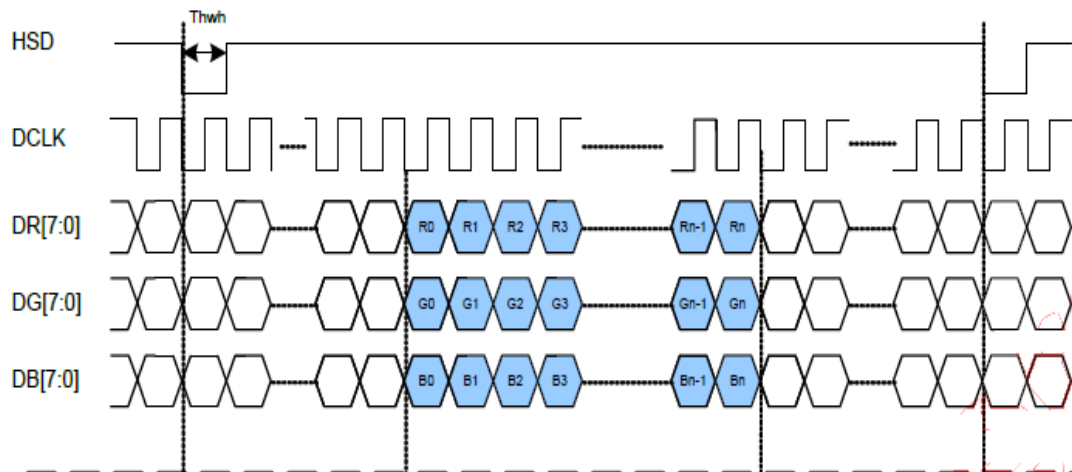 Thwh
HSD
DCLK
DR[7:0] R0 R1 R2 R3 Rn-1 Rn
DG[7:0] G0 G1 G2 G3 Gn-1 Gn
DB[7:0] B0 B1 B2 B3 Bn-1 Bn